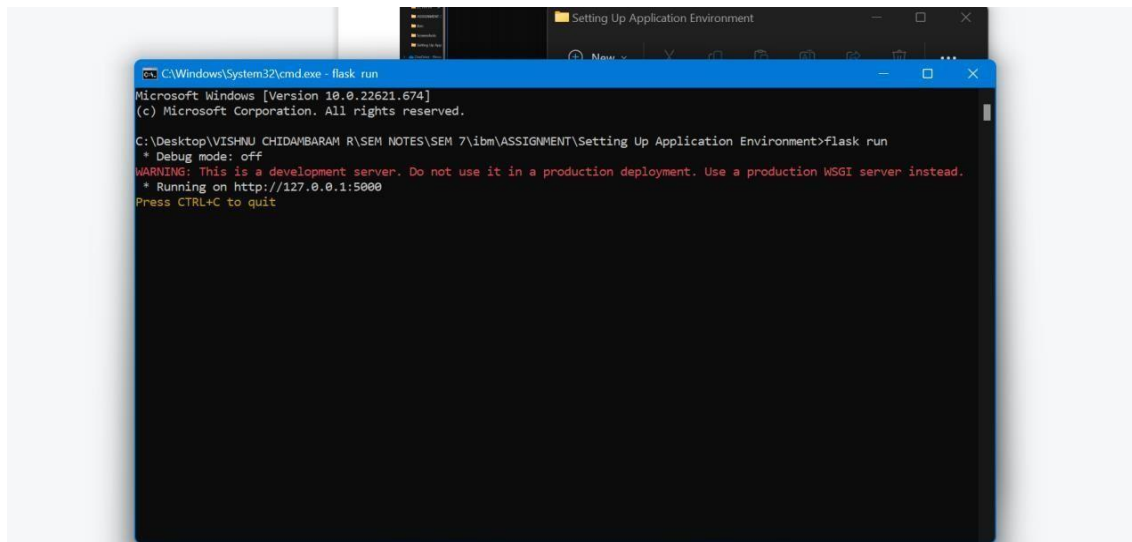 Setting Up Application Environment
New
C:\Windows\System32\cmd.exe - flask run
Microsoft Windows [Version 10.0.22621.674]
(c) Microsoft Corporation. All rights reserved.
C:\Desktop\VISHNU CHIDAMBARAM R\SEM NOTES\SEM 7\ibm\ASSIGNMENT\Setting Up Application Environment>flask run
* Debug mode: off
WARNING: This is a development server. Do not use it in a production deployment. Use a production WSGI server instead.
* Running on http://127.0.0.1:5000
Press CTRL+C to quit